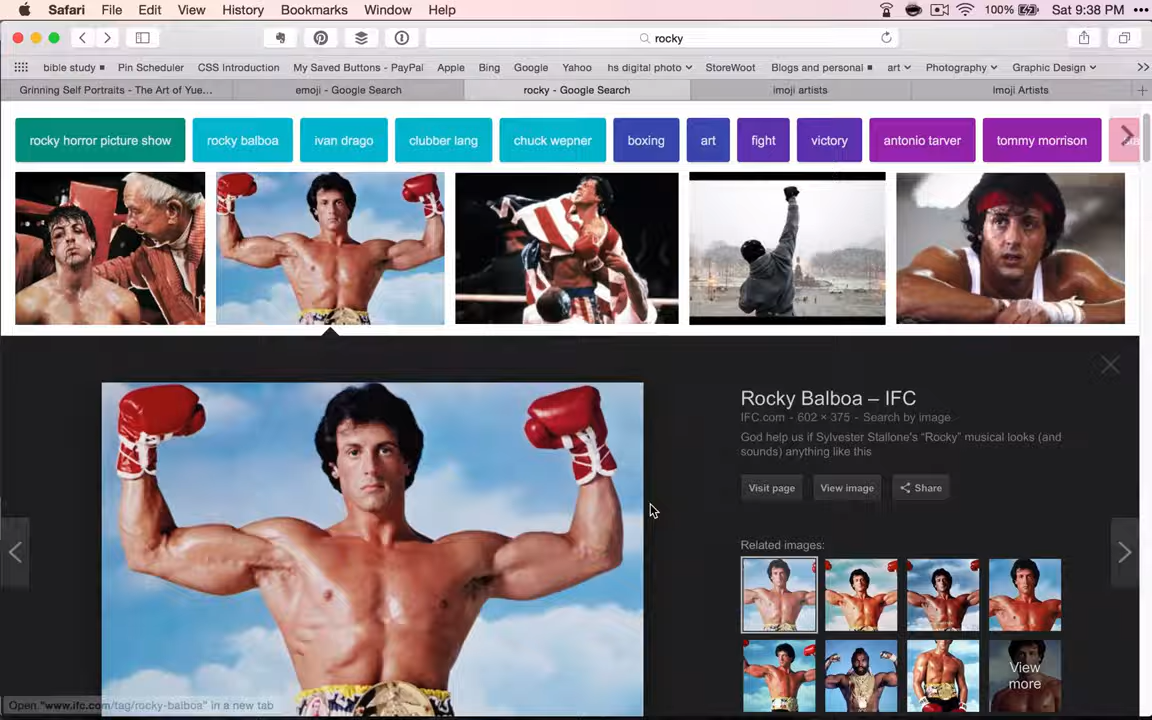 Safari File Edit View History Bookmarks Window Help 100% Sat 9:38 PM
rocky
bible study Pin Scheduler CSS Introduction My Saved Buttons - PayPal Apple Bing Google Yahoo hs digital photo StoreWoot Blogs and personal art Photography Graphic Design
Grinning Self Portraits - The Art of Yue... emoji - Google Search rocky - Google Search imoji artists imoji Artists
rocky horror picture show rocky balboa ivan drago clubber lang chuck wepner boxing art fight victory antonio tarver tommy morrison
Rocky Balboa – IFC
IFC.com - 602 × 375 - Search by image
God help us if Sylvester Stallone's "Rocky" musical looks (and
sounds) anything like this
Visit page View image Share
Related images:
View
more
Open "www.ifc.com/tag/rocky-balboa" in a new tab